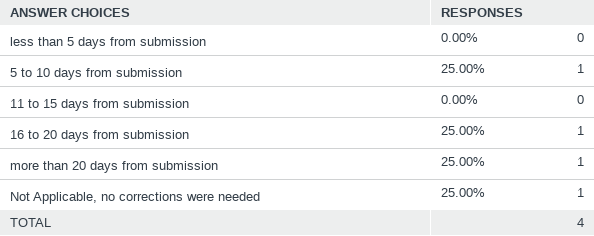 ANSWER CHOICES RESPONSES
less than 5 days from submission 0.00% 0
5 to 10 days from submission 25.00% 1
11 to 15 days from submission 0.00% 0
16 to 20 days from submission 25.00% 1
more than 20 days from submission 25.00% 1
Not Applicable, no corrections were needed 25.00% 1
TOTAL 4